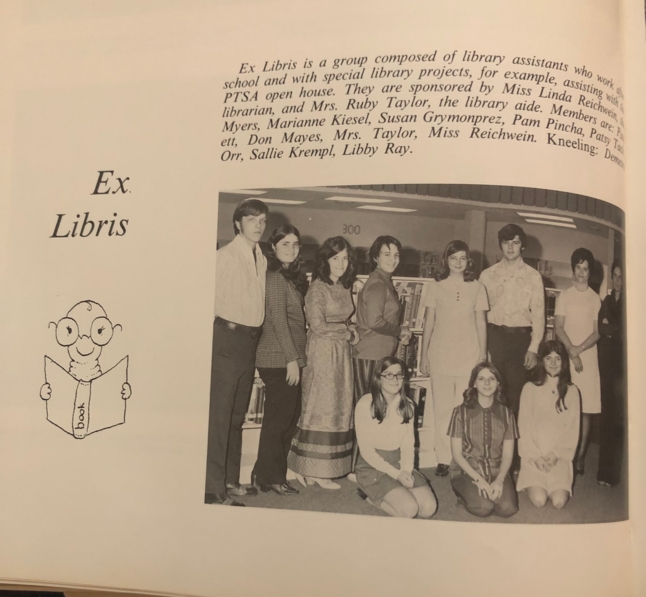 Ex Libris is a group composed of library assistants who work
school and with special library projects, for example, assisting with
PTSA open house. They are sponsored by Miss Linda Reichwein,
librarian, and Mrs. Ruby Taylor, the library aide. Members are:
Myers, Marianne Kiesel, Susan Grymonprez, Pam Pincha, Patsy
ett, Don Mayes, Mrs. Taylor, Miss Reichwein. Kneeling:
Orr, Sallie Krempl, Libby Ray.
Ex
Libris
300
book